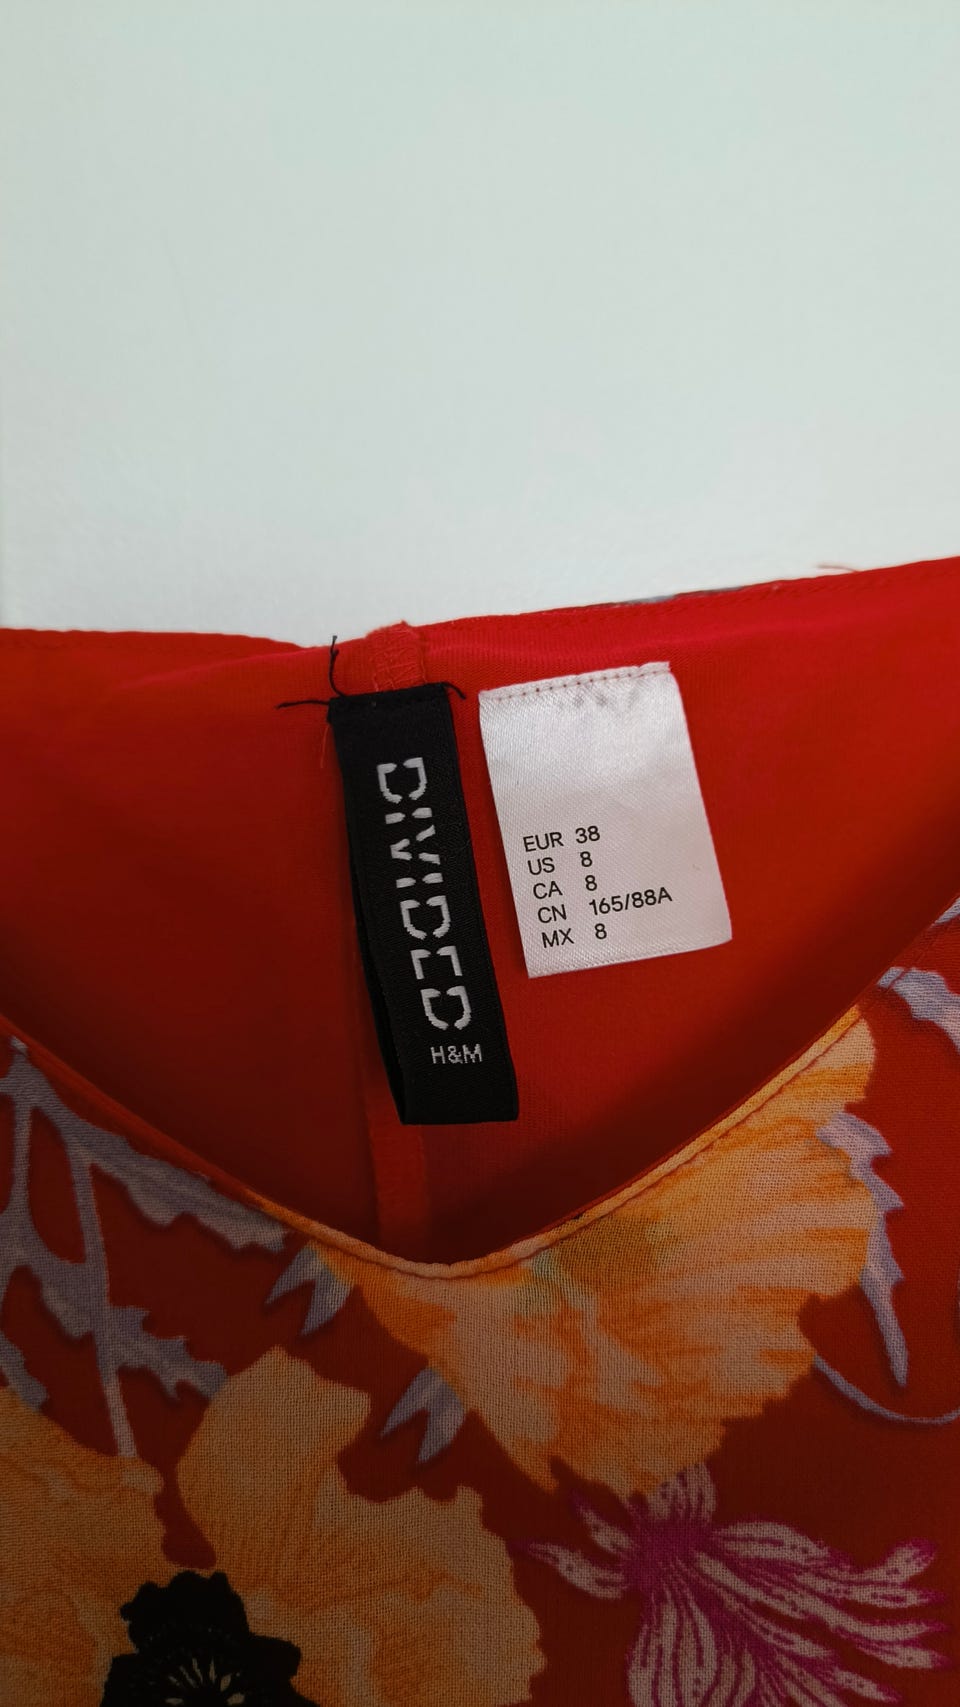 DIVIDED
H&M
EUR 38
US 8
CA 8
CN 165/88A
MX 8